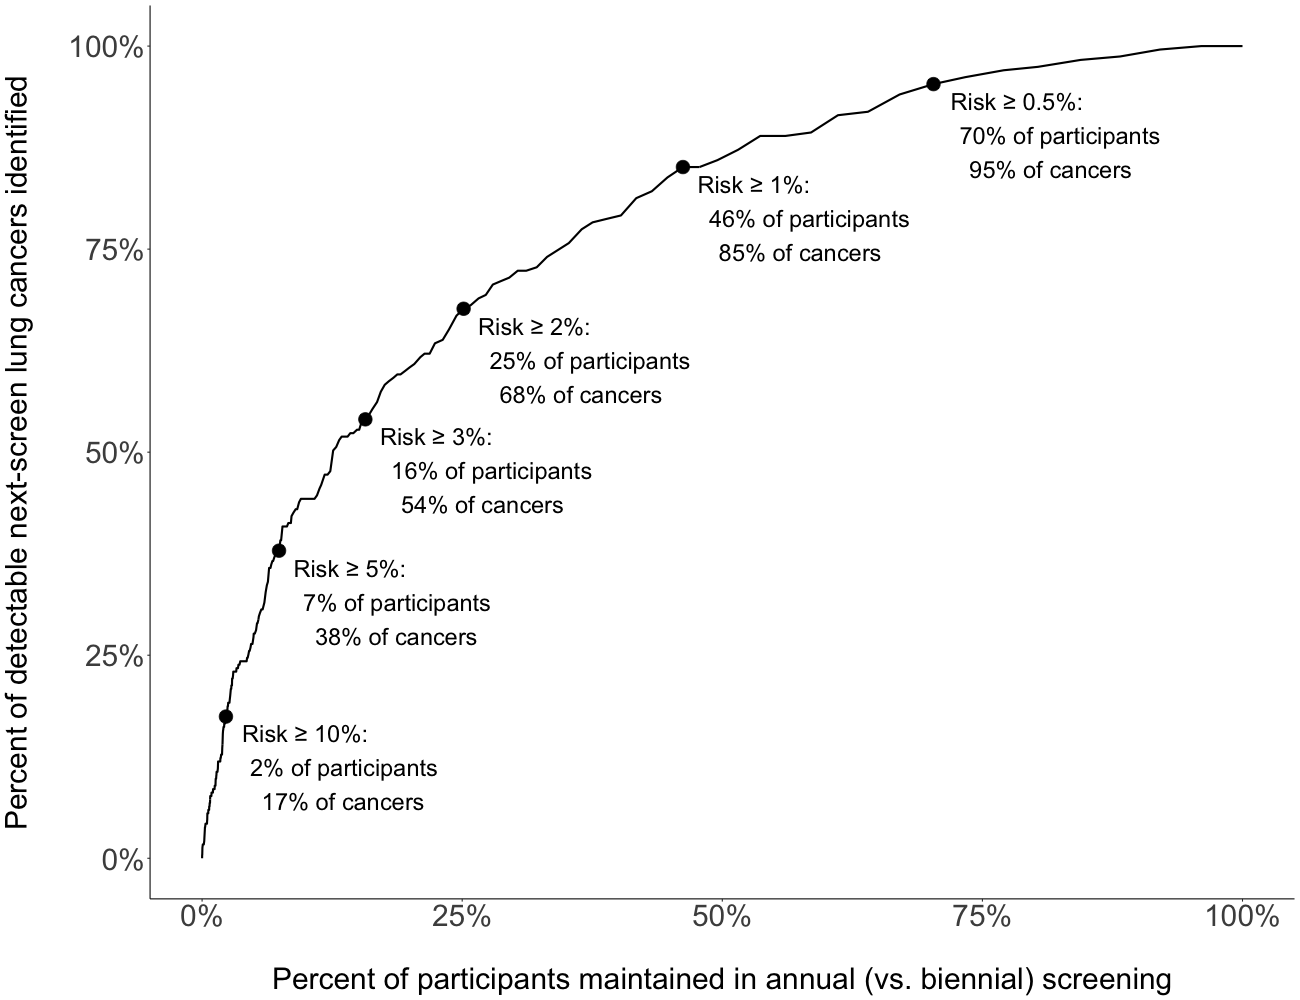 Percent of detectable next-screen lung cancers identified
100%
75%
50%
25%
0%
Risk ≥ 0.5%:
70% of participants
95% of cancers
Risk ≥ 1%:
46% of participants
85% of cancers
Risk ≥ 2%:
25% of participants
68% of cancers
Risk ≥ 3%:
16% of participants
54% of cancers
Risk ≥ 5%:
7% of participants
38% of cancers
Risk ≥ 10%:
2% of participants
17% of cancers
0% 25% 50% 75% 100%
Percent of participants maintained in annual (vs. biennial) screening